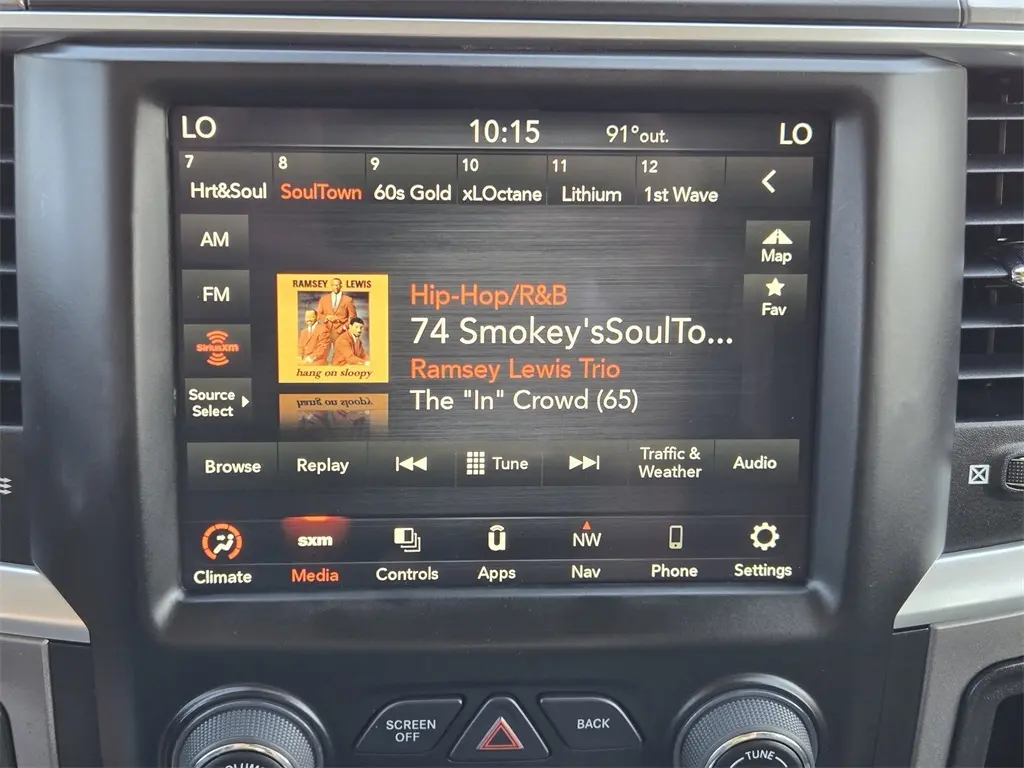 LO 10:15 91°out. LO
7 8 9 10 11 12
Hrt&Soul SoulTown 60s Gold xLOctane Lithium 1st Wave
AM
Map
FM
Fav
SiriusXM
Source
Select
RAMSEY LEWIS
hang on sloopy
Hip-Hop/R&B
74 Smokey'sSoulTo...
Ramsey Lewis Trio
The "In" Crowd (65)
Browse Replay Tune Traffic &
Weather Audio
sxm NW
Climate Media Controls Apps Nav Phone Settings
SCREEN
OFF
BACK
TUNE